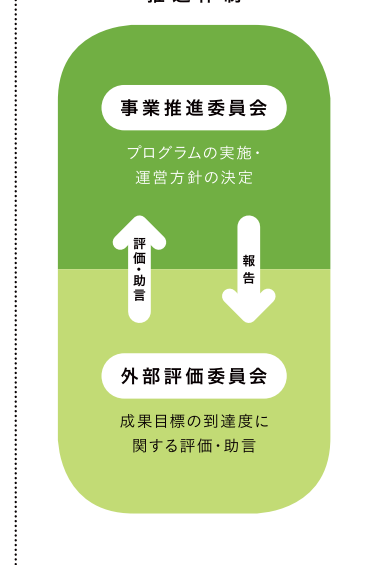 事業推進委員会
プログラムの実施・
運営方針の決定
評価・助言
報告
外部評価委員会
成果目標の到達度に
関する評価・助言